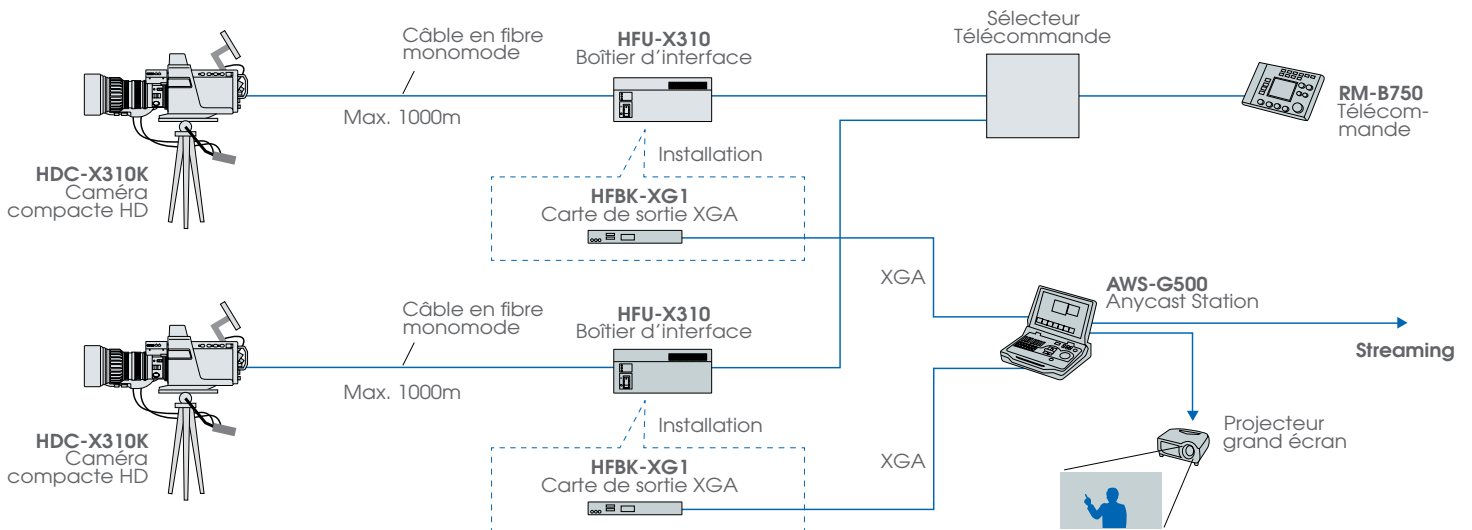 Câble en fibre
monomode
Max. 1000m
HFU-X310
Boîtier d’interface
Sélecteur
Télécommande
RM-B750
Télécom-
mande
HDC-X310K
Caméra
compacte HD
Installation
HFBK-XG1
Carte de sortie XGA
XGA
Câble en fibre
monomode
Max. 1000m
HFU-X310
Boîtier d’interface
AWS-G500
Anycast Station
Streaming
HDC-X310K
Caméra
compacte HD
Installation
HFBK-XG1
Carte de sortie XGA
XGA
Projecteur
grand écran